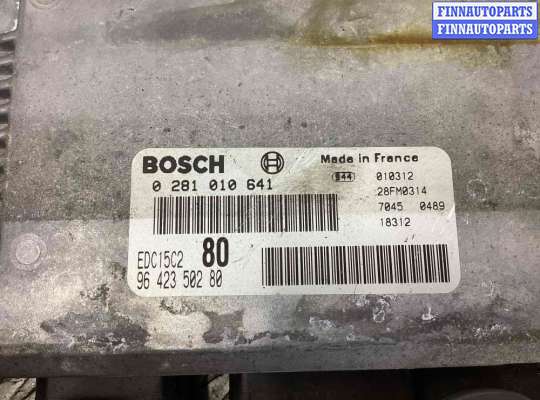 FINNAUTOPARTS
FINNAUTOPARTS
BOSCH
Made in France
0 281 010 641
944 010312
28FM0314
7045 0489
18312
EDC15C2 80
96 423 502 80